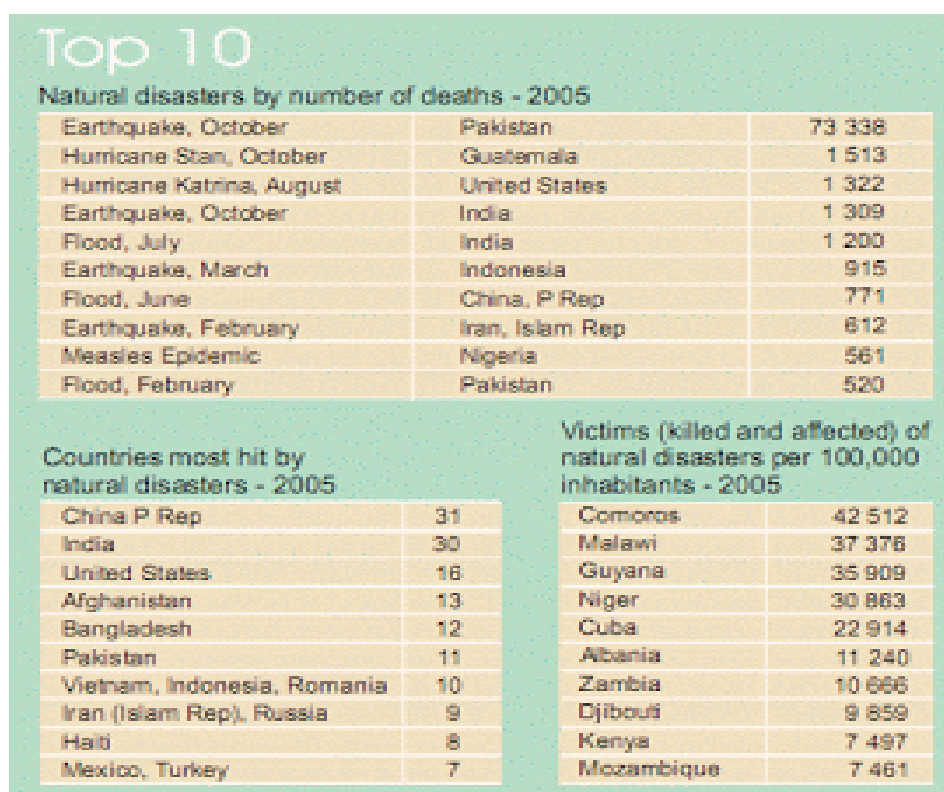 Top 10
Natural disasters by number of deaths - 2005
Earthquake, October Pakistan 73 338
Hurricane Stan, October Guatemala 1 513
Hurricane Katrina, August United States 1 322
Earthquake, October India 1 309
Flood, July India 1 200
Earthquake, March Indonesia 915
Flood, June China, P Rep 771
Earthquake, February Iran, Islam Rep 612
Measles Epidemic Nigeria 561
Flood, February Pakistan 520
Countries most hit by
natural disasters - 2005
China P Rep 31
India 30
United States 16
Afghanistan 13
Bangladesh 12
Pakistan 11
Vietnam, Indonesia, Romania 10
Iran (Islam Rep), Russia 9
Haiti 8
Mexico, Turkey 7
Victims (killed and affected) of
natural disasters per 100,000
inhabitants - 2005
Comoros 42 512
Malawi 37 376
Guyana 35 909
Niger 30 863
Cuba 22 914
Albania 11 240
Zambia 10 666
Djibouti 9 859
Kenya 7 497
Mozambique 7 461